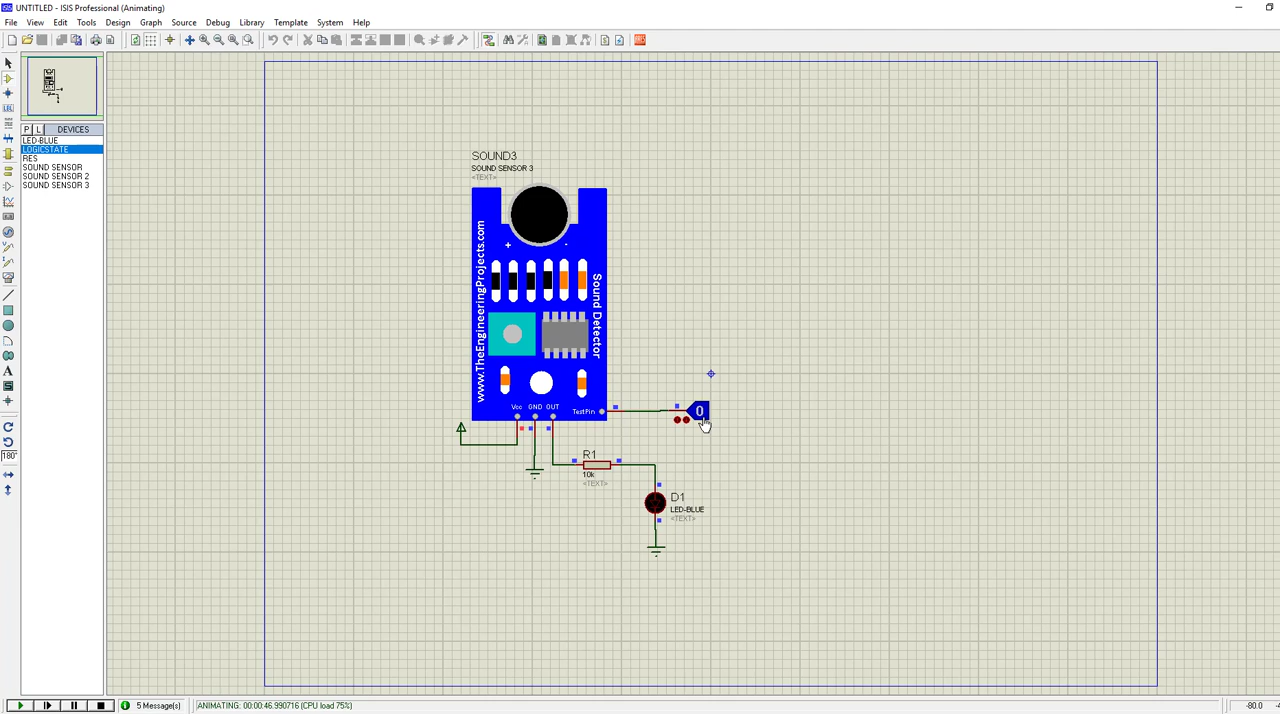 UNTITLED - ISIS Professional (Animating)
File View Edit Tools Design Graph Source Debug Library Template System Help
LBL
P L DEVICES
LED-BLUE
LOGICSTATE
RES
SOUND SENSOR
SOUND SENSOR 2
SOUND SENSOR 3
A
180°
SOUND3
SOUND SENSOR 3
<TEXT>
+ -
www.TheEngineeringProjects.com
Sound Detector
Vcc GND OUT TestPin
0
R1
10k
<TEXT>
D1
LED-BLUE
<TEXT>
5 Message(s) ANIMATING: 00:00:46.990716 (CPU load 75%) -80.0